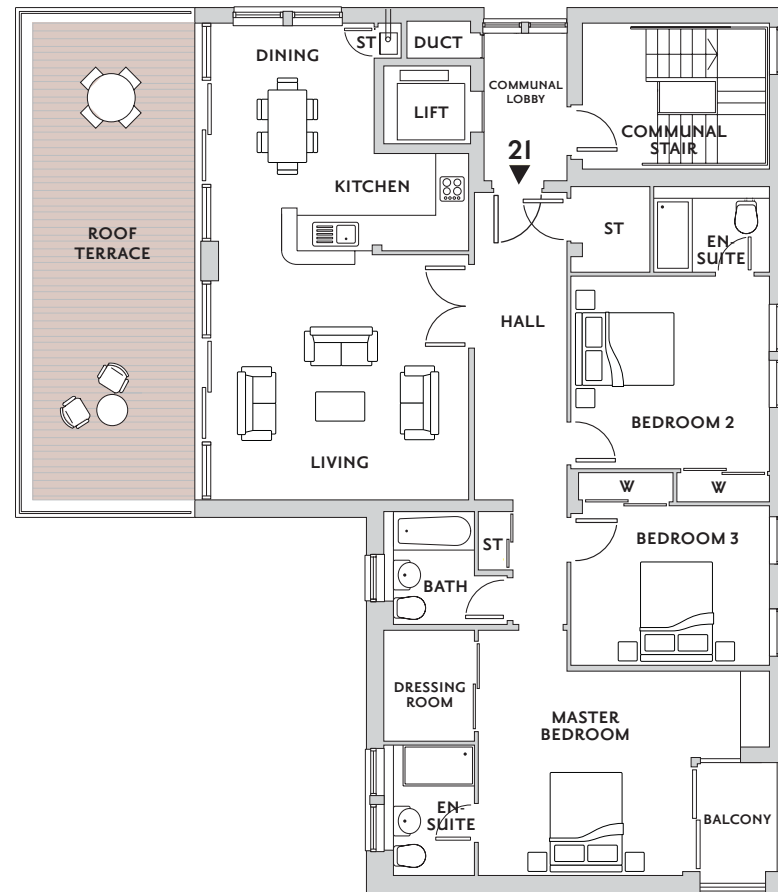 DINING
ST
DUCT
COMMUNAL
LOBBY
LIFT
COMMUNAL
STAIR
21
KITCHEN
ROOF
TERRACE
ST
EN-
SUITE
HALL
BEDROOM 2
LIVING
W
W
ST
BEDROOM 3
BATH
DRESSING
ROOM
MASTER
BEDROOM
EN-
SUITE
BALCONY